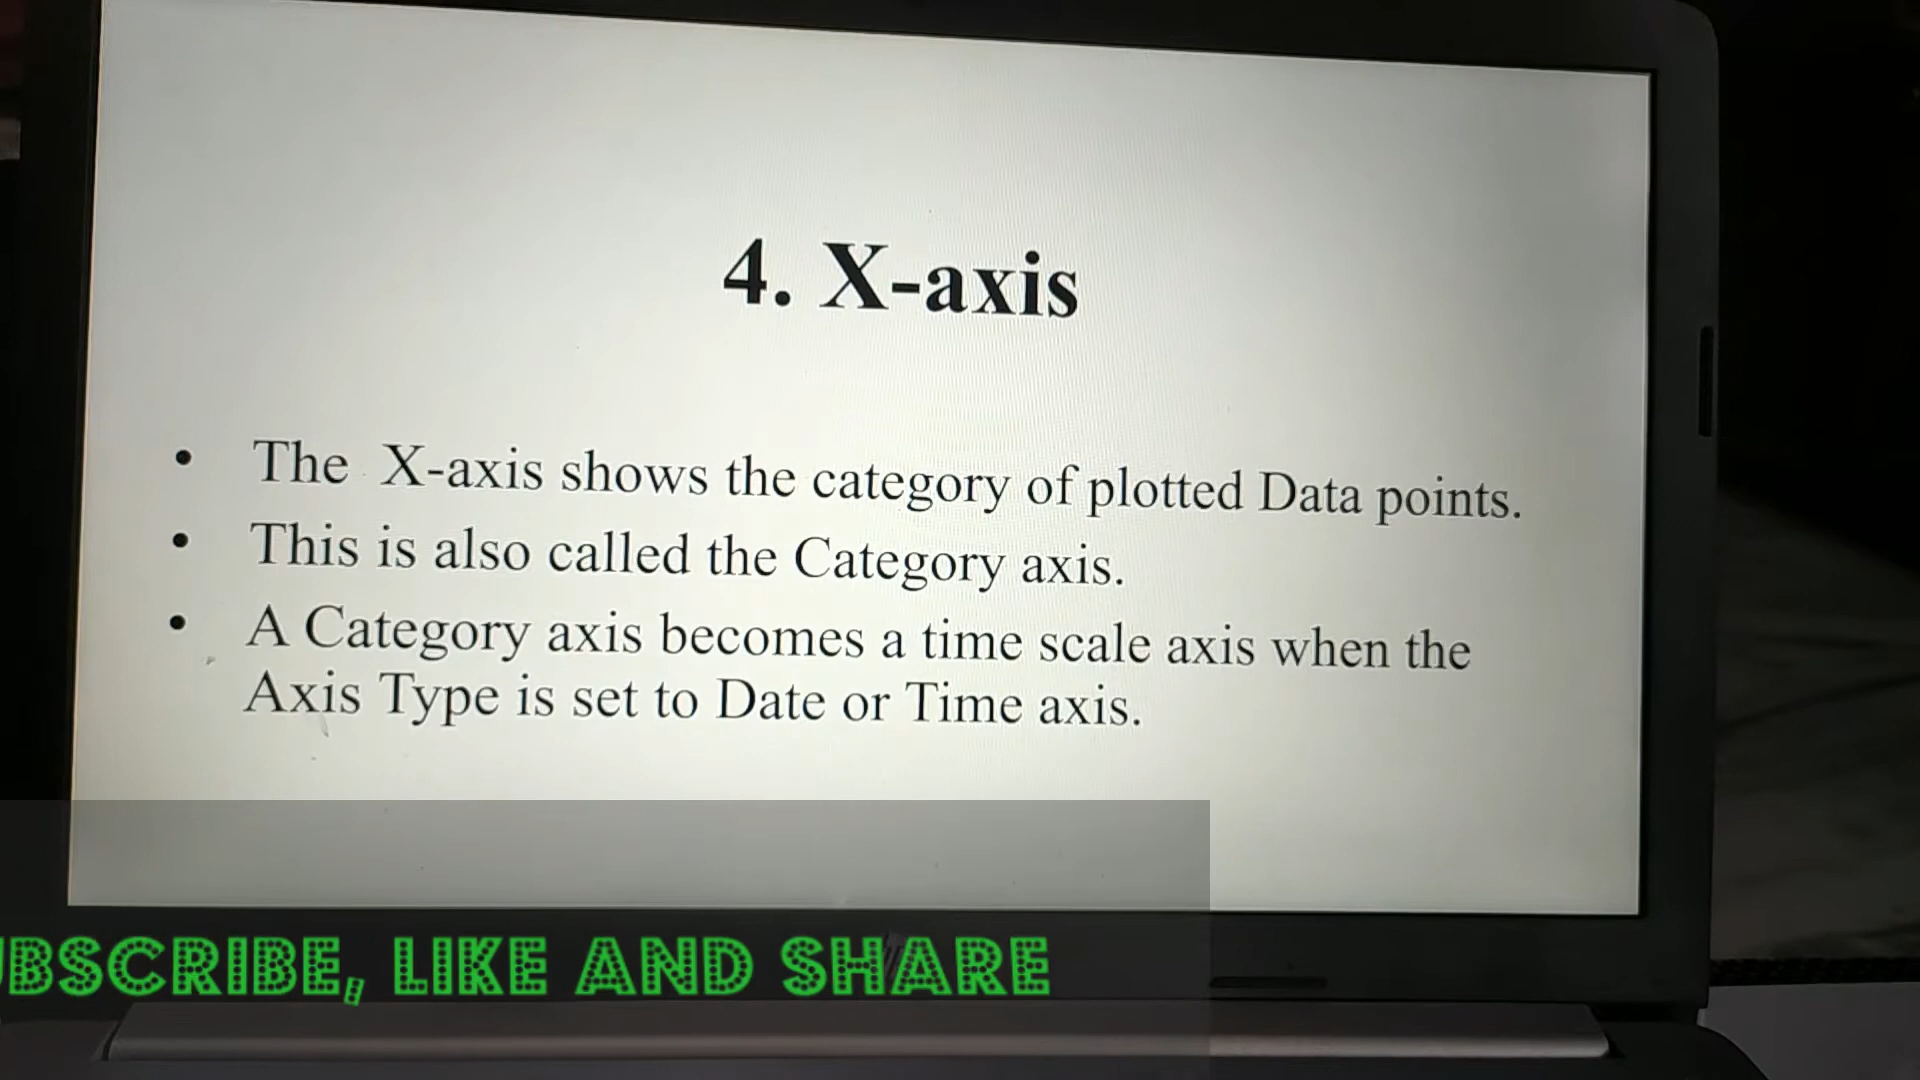 4. X-axis
• The X-axis shows the category of plotted Data points.
• This is also called the Category axis.
• A Category axis becomes a time scale axis when the
Axis Type is set to Date or Time axis.
UBSCRIBE, LIKE AND SHARE